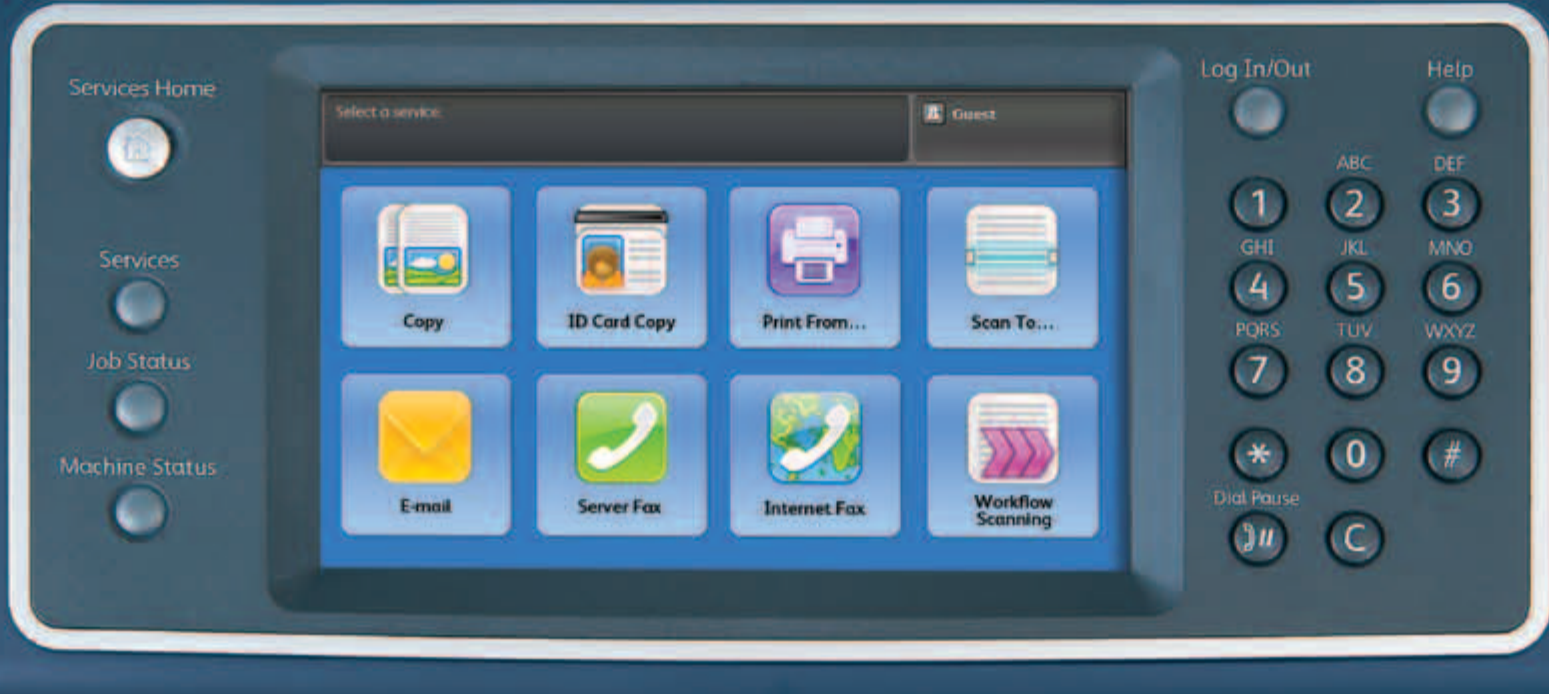 Services Home
Services
Job Status
Machine Status
Select a service.
Guest
Copy
ID Card Copy
Print From...
Scan To...
E-mail
Server Fax
Internet Fax
Workflow
Scanning
Log In/Out
Help
ABC
DEF
1
2
3
GHI
JKL
MNO
4
5
6
PQRS
TUV
WXYZ
7
8
9
*
0
#
Dial Pause
C